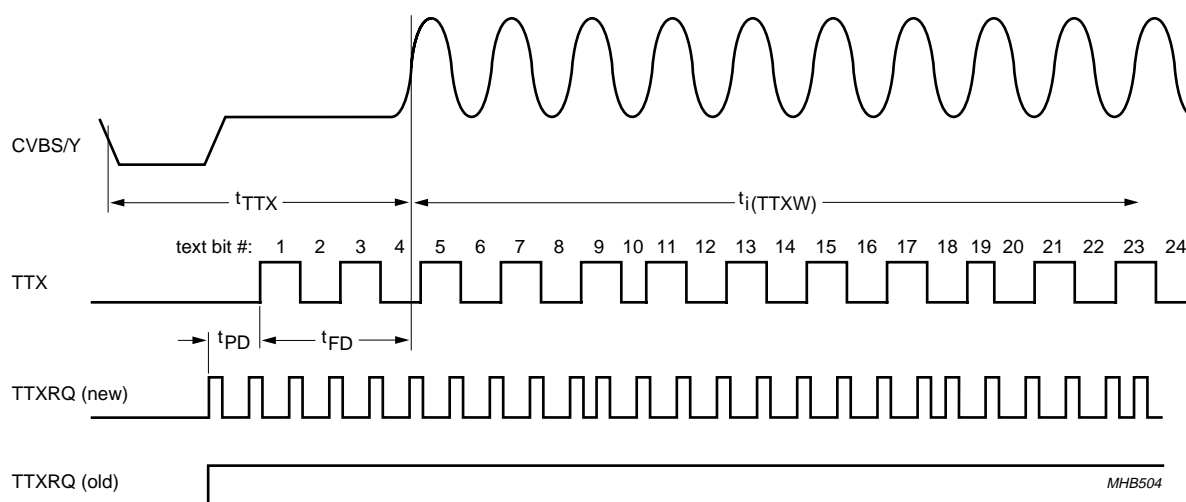 CVBS/Y
tTTX
ti(TTXW)
text bit #: 1 2 3 4 5 6 7 8 9 10 11 12 13 14 15 16 17 18 19 20 21 22 23 24
TTX
tPD
tFD
TTXRQ (new)
TTXRQ (old)
MHB504